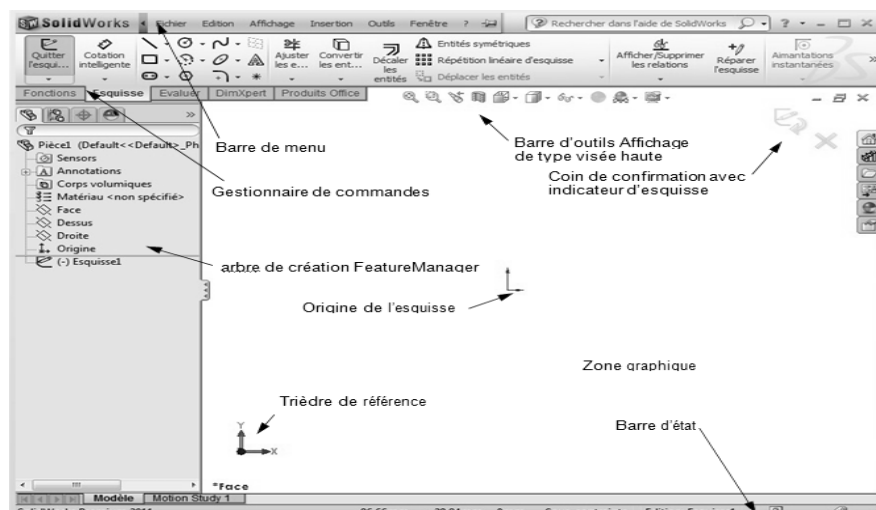 SolidWorks
Fichier Edition Affichage Insertion Outils Fenêtre ?
Rechercher dans l'aide de SolidWorks
Quitter l'esqui...
Cotation intelligente
Ajuster les e...
Convertir les ent...
Décaler les entités
Entités symétriques
Répétition linéaire d'esquisse
Déplacer les entités
Afficher/Supprimer les relations
Réparer l'esquisse
Aimantations instantanées
Fonctions Esquisse Evaluer DimXpert Produits Office
Pièce1 (Default<<Default>_Ph
Sensors
Annotations
Corps volumiques
Matériau <non spécifié>
Face
Dessus
Droite
Origine
(-) Esquisse1
Barre de menu
Gestionnaire de commandes
Barre d'outils Affichage
de type visée haute
Coin de confirmation avec
indicateur d'esquisse
arbre de création FeatureManager
Origine de l'esquisse
Zone graphique
Trièdre de référence
Barre d'état
Y
X
*Face
Modèle Motion Study 1